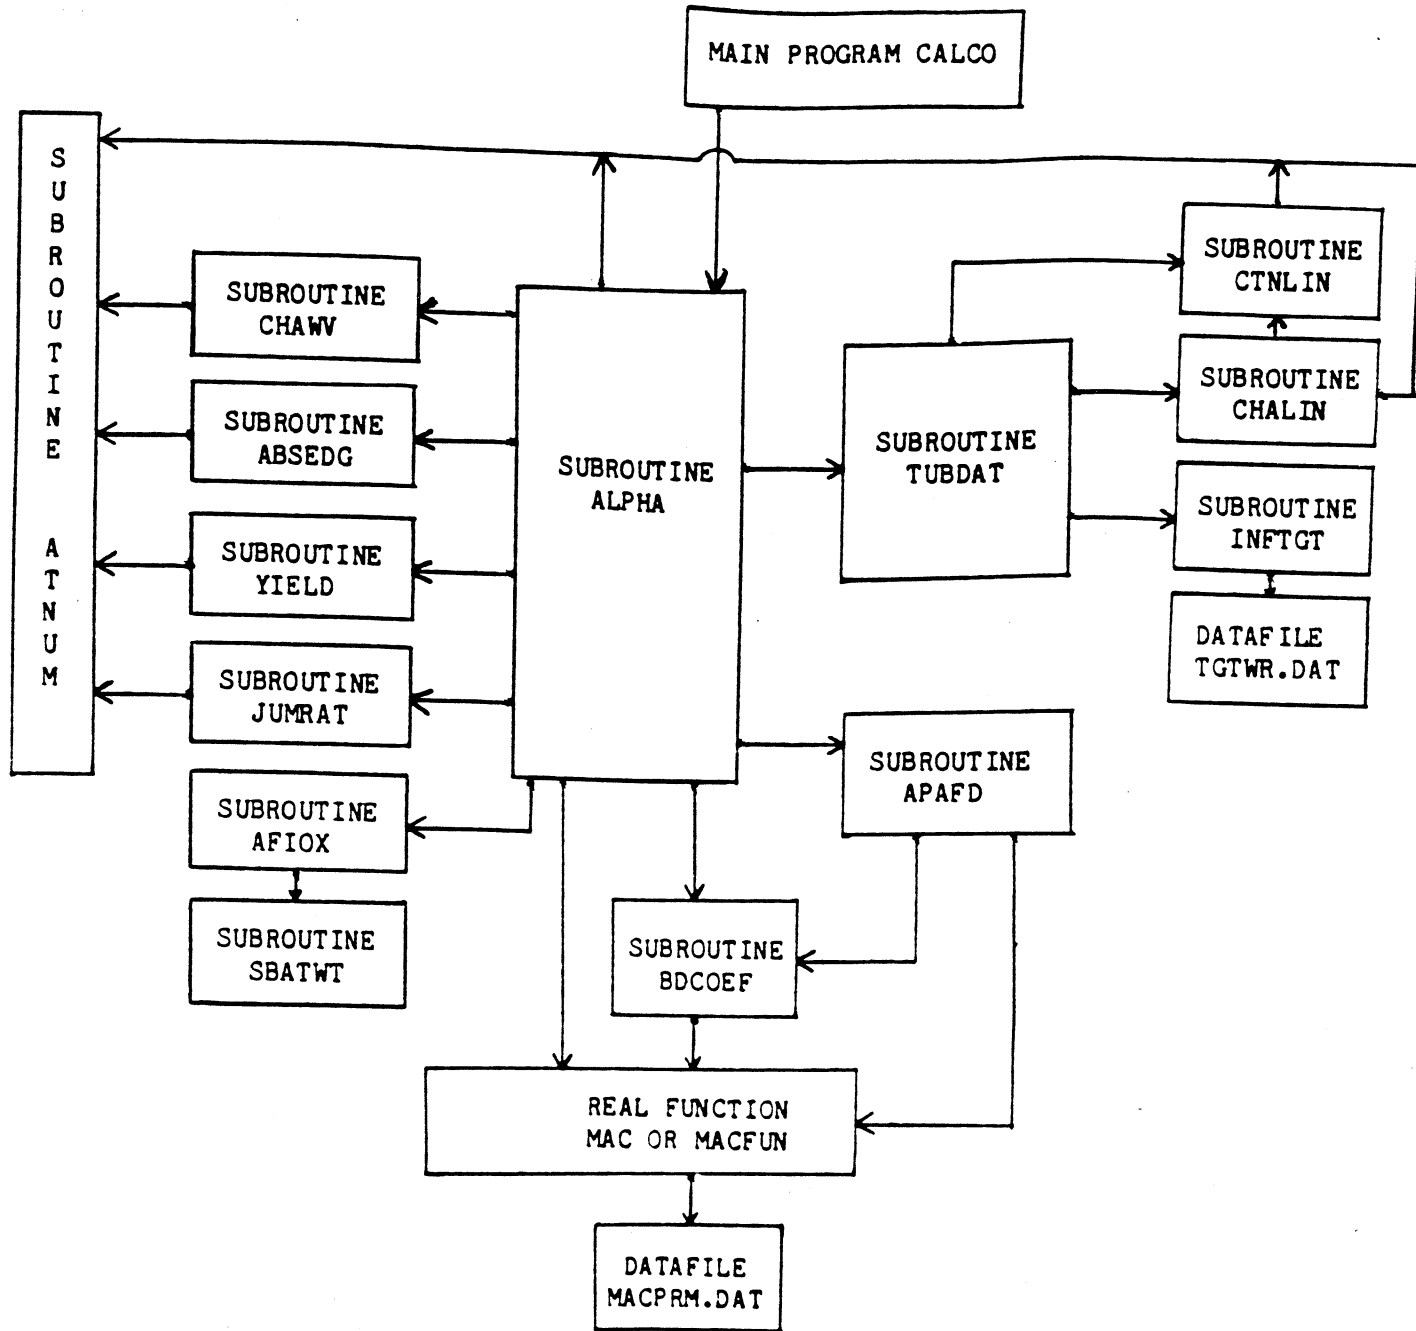 MAIN PROGRAM CALCO
SUBROUTINE ATNUM
SUBROUTINE
CHAWV
SUBROUTINE
ABSEDG
SUBROUTINE
YIELD
SUBROUTINE
JUMRAT
SUBROUTINE
AFIOX
SUBROUTINE
SBATWT
SUBROUTINE
ALPHA
SUBROUTINE
TUBDAT
SUBROUTINE
CTNLIN
SUBROUTINE
CHALIN
SUBROUTINE
INFTGT
DATAFILE
TGTWR.DAT
SUBROUTINE
APAFD
SUBROUTINE
BDCOEF
REAL FUNCTION
MAC OR MACFUN
DATAFILE
MACPRM.DAT